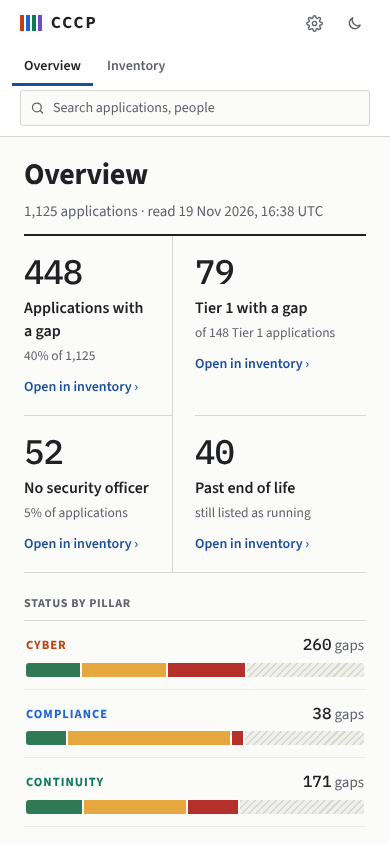 CCCP
Overview
Inventory
Search applications, people
Overview
1,125 applications · read 19 Nov 2026, 16:38 UTC
448
Applications with
a gap
40% of 1,125
Open in inventory ›
79
Tier 1 with a gap
of 148 Tier 1 applications
Open in inventory ›
52
No security officer
5% of applications
Open in inventory ›
40
Past end of life
still listed as running
Open in inventory ›
STATUS BY PILLAR
CYBER
260 gaps
COMPLIANCE
38 gaps
CONTINUITY
171 gaps